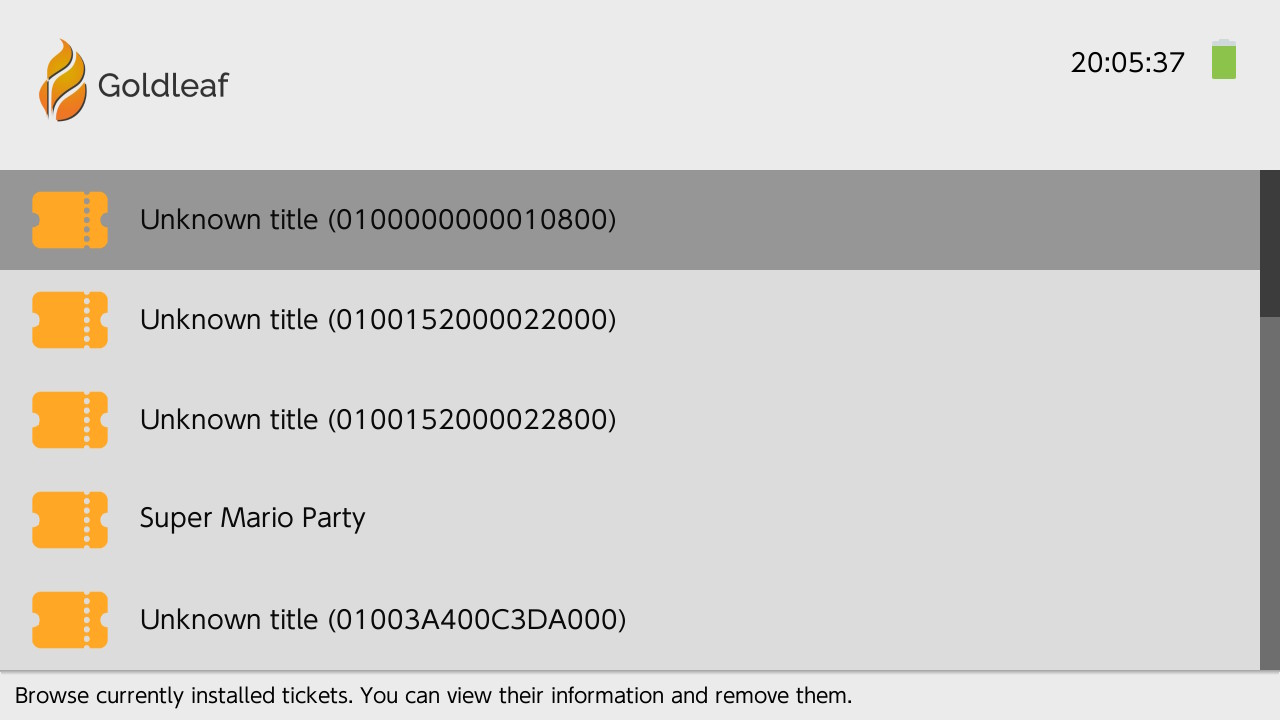 Goldleaf
20:05:37
Unknown title (0100000000010800)
Unknown title (0100152000022000)
Unknown title (0100152000022800)
Super Mario Party
Unknown title (01003A400C3DA000)
Browse currently installed tickets. You can view their information and remove them.